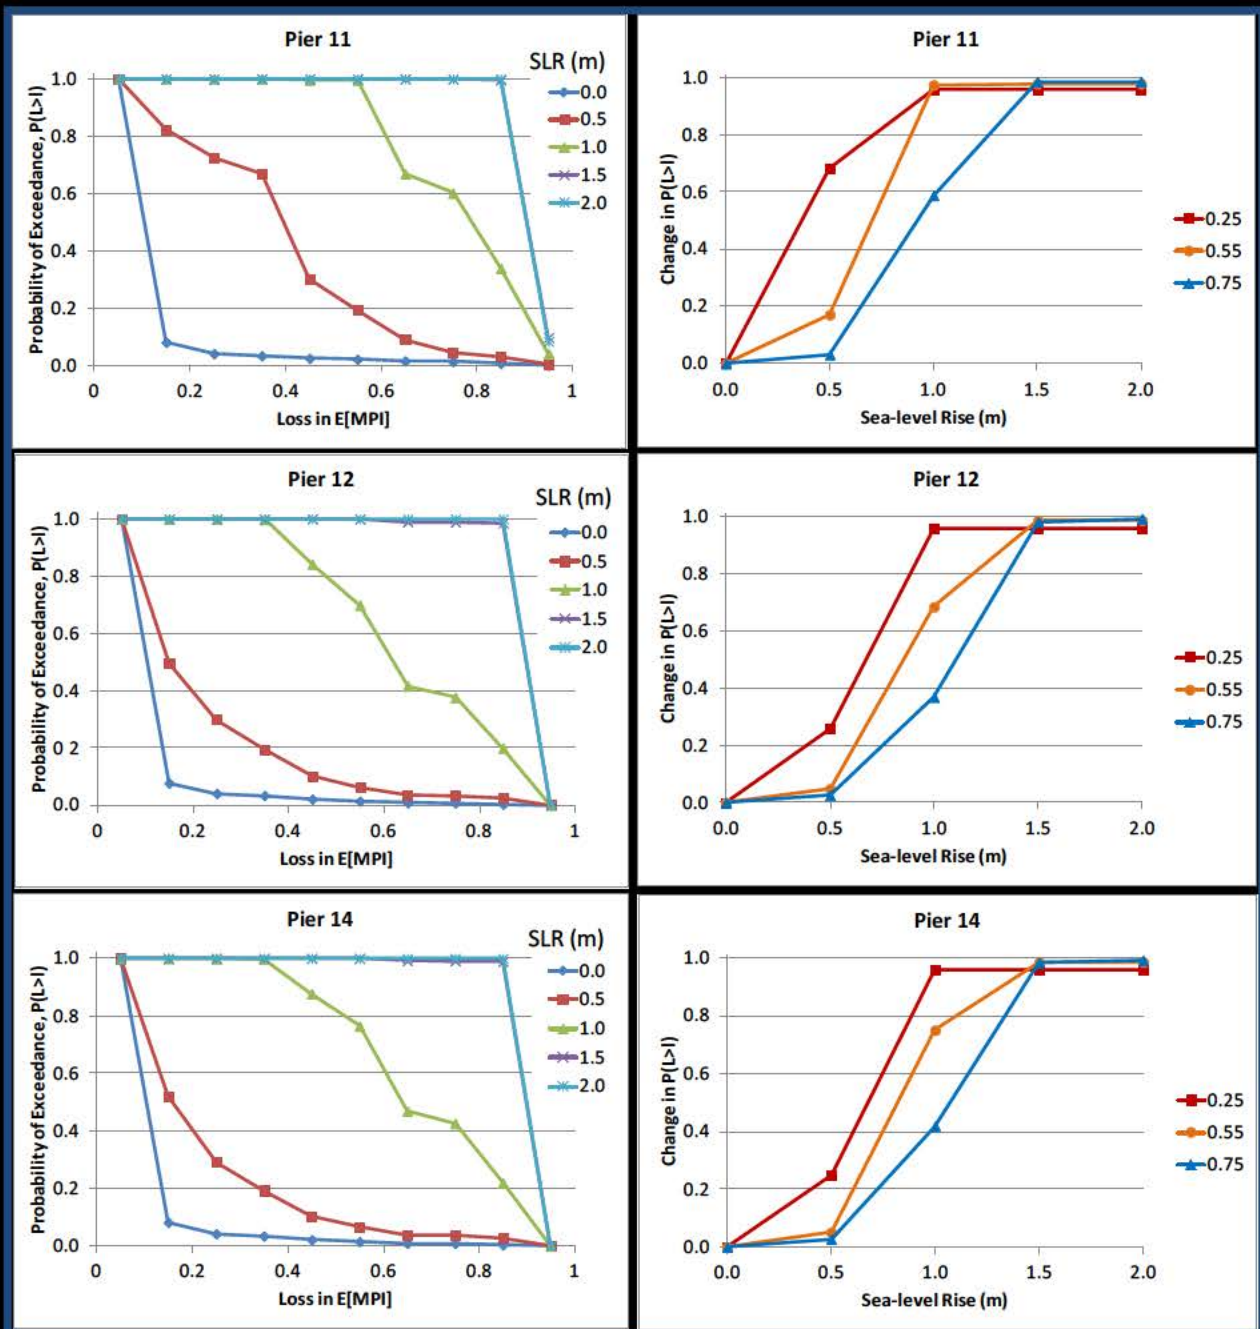 Pier 11
SLR (m)
Probability of Exceedance, P(L>l)
1.0
0.8
0.6
0.4
0.2
0.0
0 0.2 0.4 0.6 0.8 1
Loss in E[MPI]
0.0
0.5
1.0
1.5
2.0
Pier 11
Change in P(L>l)
1.0
0.8
0.6
0.4
0.2
0.0
0.0 0.5 1.0 1.5 2.0
Sea-level Rise (m)
0.25
0.55
0.75
Pier 12
SLR (m)
Probability of Exceedance, P(L>l)
1.0
0.8
0.6
0.4
0 2
0.0
0 0.2 0.4 0.6 0.8 1
Loss in E[MPI]
0.0
0.5
1.0
1.5
2.0
Pier 12
Change in P(L>l)
1.0
0.8
0.6
0.4
0.2
0.0
0.0 0.5 1.0 1.5 2.0
Sea-level Rise (m)
0.25
0.55
0.75
Pier 14
SLR (m)
Probability of Exceedance, P(L>l)
1.0
0.8
0.6
0.4
0.2
0.0
0 0.2 0.4 0.6 0.8 1
Loss in E[MPI]
0.0
0.5
1.0
1.5
2.0
Pier 14
Change in P(L>l)
1.0
0.8
0.6
0.4
0.2
0.0
0.0 0.5 1.0 1.5 2.0
Sea-level Rise (m)
0.25
0.55
0.75